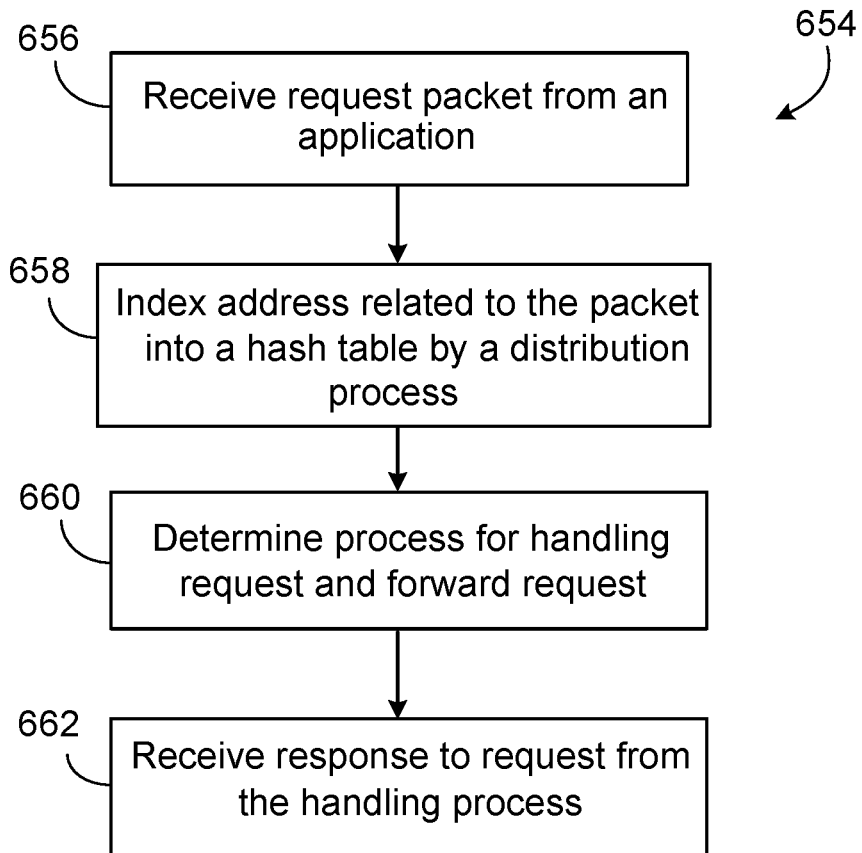 656
654
Receive request packet from an
application
658
Index address related to the packet
into a hash table by a distribution
process
660
Determine process for handling
request and forward request
662
Receive response to request from
the handling process